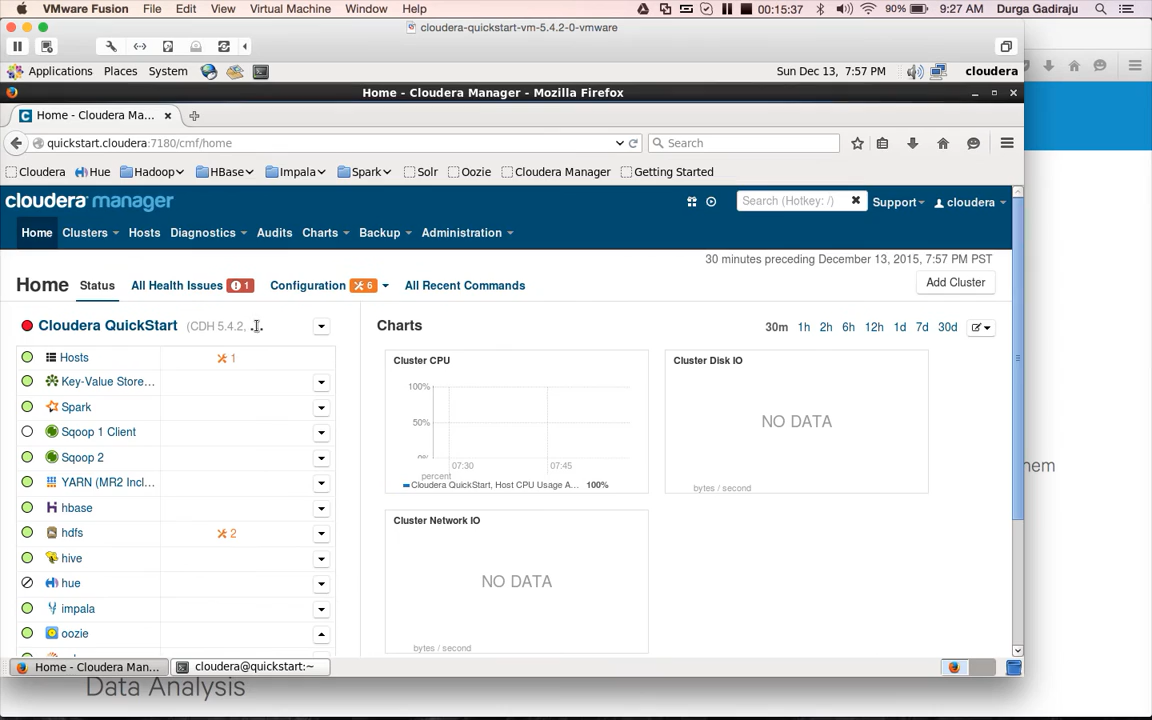 VMware Fusion File Edit View Virtual Machine Window Help 00:15:37 90% 9:27 AM Durga Gadiraju
cloudera-quickstart-vm-5.4.2-0-vmware
Applications Places System Sun Dec 13, 7:57 PM cloudera
Home - Cloudera Manager - Mozilla Firefox
Home - Cloudera Ma...
quickstart.cloudera:7180/cmf/home Search
Cloudera Hue Hadoop HBase Impala Spark Solr Oozie Cloudera Manager Getting Started
cloudera manager Search (Hotkey: /) Support cloudera
Home Clusters Hosts Diagnostics Audits Charts Backup Administration
30 minutes preceding December 13, 2015, 7:57 PM PST
Home Status All Health Issues 1 Configuration 6 All Recent Commands Add Cluster
Cloudera QuickStart (CDH 5.4.2, Charts 30m 1h 2h 6h 12h 1d 7d 30d
Hosts 1
Key-Value Store...
Spark
Sqoop 1 Client
Sqoop 2
YARN (MR2 Incl...
hbase
hdfs 2
hive
hue
impala
oozie
Cluster CPU
100%
50%
0%
07:30 07:45
percent
Cloudera QuickStart, Host CPU Usage A... 100%
Cluster Disk IO
NO DATA
bytes / second
Cluster Network IO
NO DATA
bytes / second
Home - Cloudera Man... cloudera@quickstart:~
hem
Data Analysis